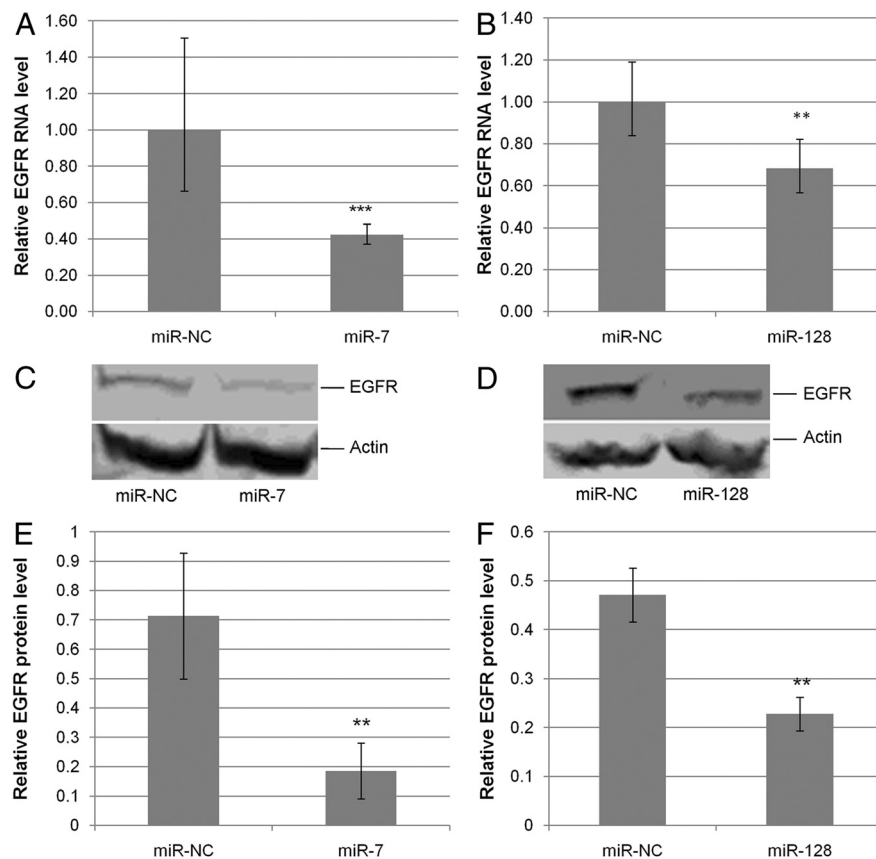 A
Relative EGFR RNA level
1.60
1.40
1.20
1.00
0.80
0.60
0.40
0.20
0.00
***
miR-NC
miR-7
B
Relative EGFR RNA level
1.40
1.20
1.00
0.80
0.60
0.40
0.20
0.00
**
miR-NC
miR-128
C
EGFR
Actin
miR-NC
miR-7
D
EGFR
Actin
miR-NC
miR-128
E
Relative EGFR protein level
1
0.9
0.8
0.7
0.6
0.5
0.4
0.3
0.2
0.1
0
**
miR-NC
miR-7
F
Relative EGFR protein level
0.6
0.5
0.4
0.3
0.2
0.1
0
**
miR-NC
miR-128